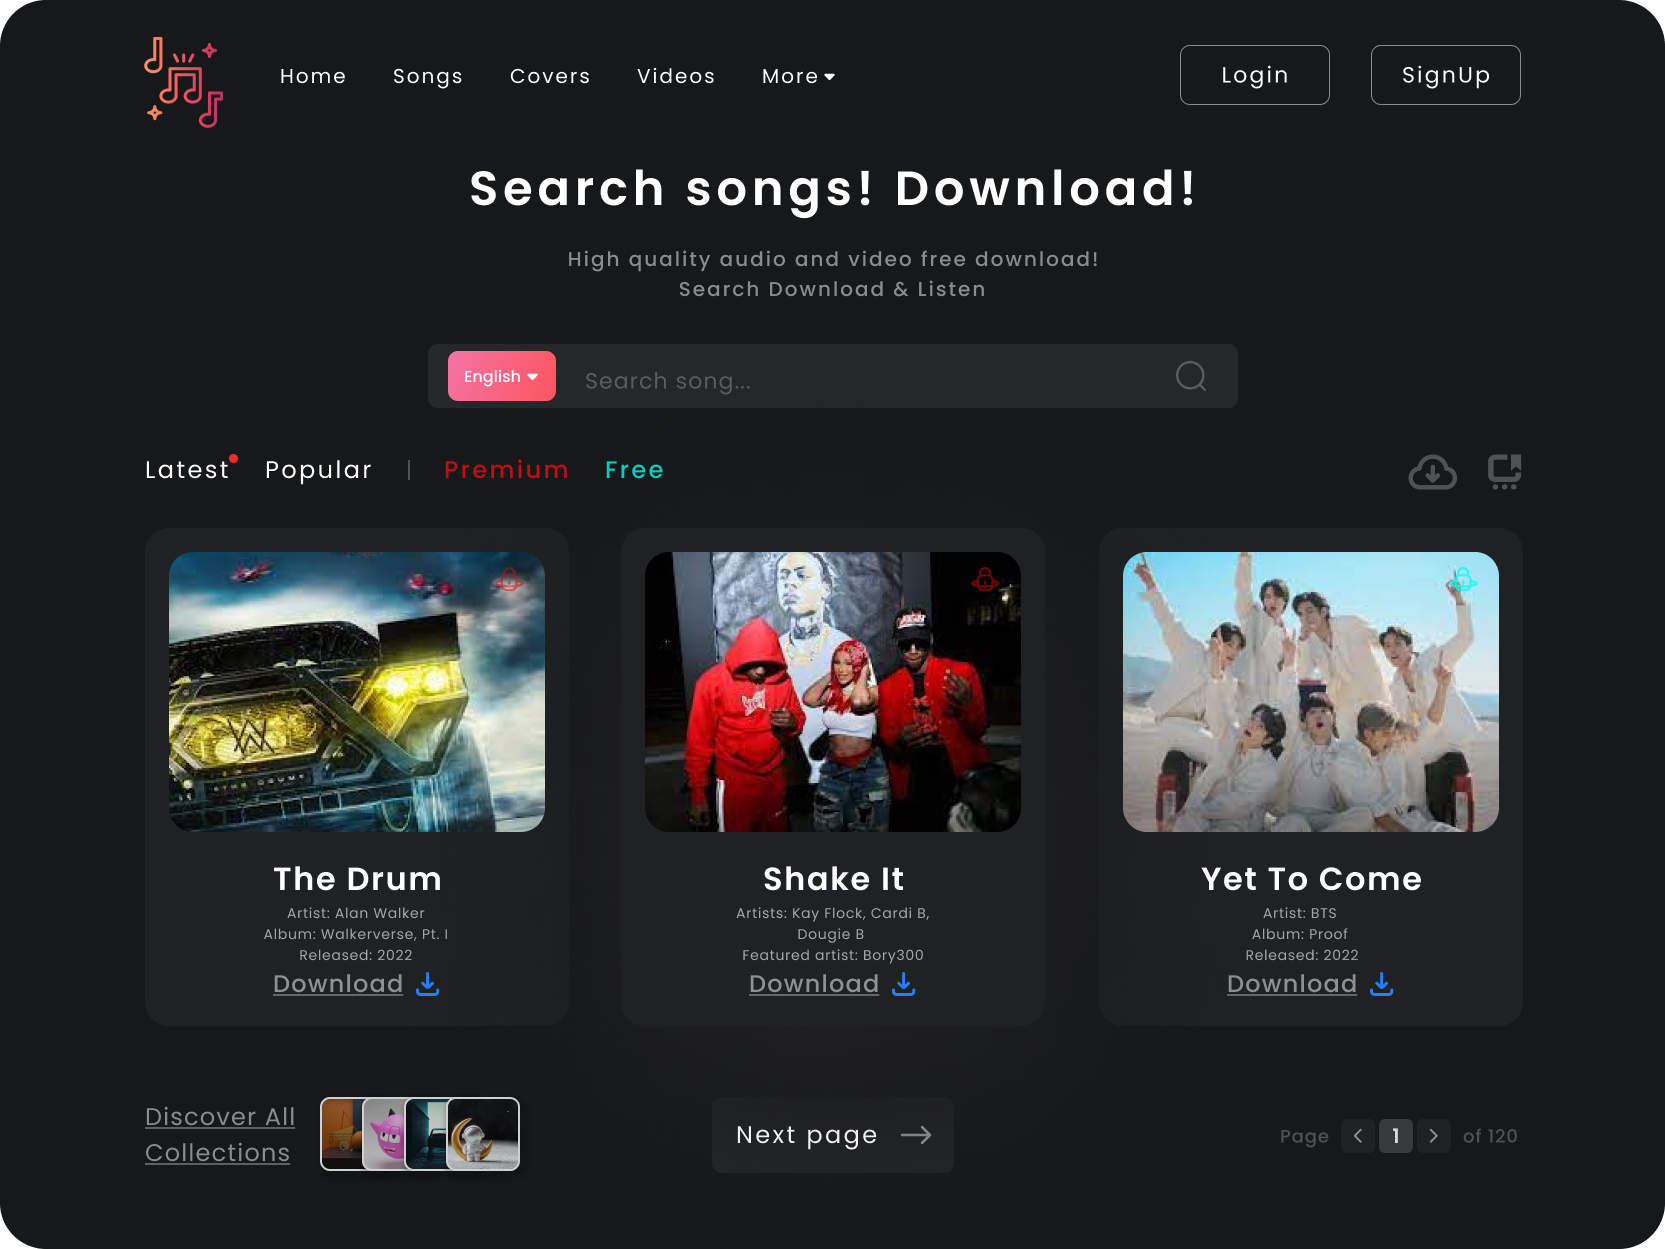 Home Songs Covers Videos More
Login SignUp
Search songs! Download!
High quality audio and video free download!
Search Download & Listen
English Search song...
Latest Popular | Premium Free
The Drum
Artist: Alan Walker
Album: Walkerverse, Pt. I
Released: 2022
Download
Shake It
Artists: Kay Flock, Cardi B,
Dougie B
Featured artist: Bory300
Download
Yet To Come
Artist: BTS
Album: Proof
Released: 2022
Download
Discover All
Collections
Next page
Page 1 of 120